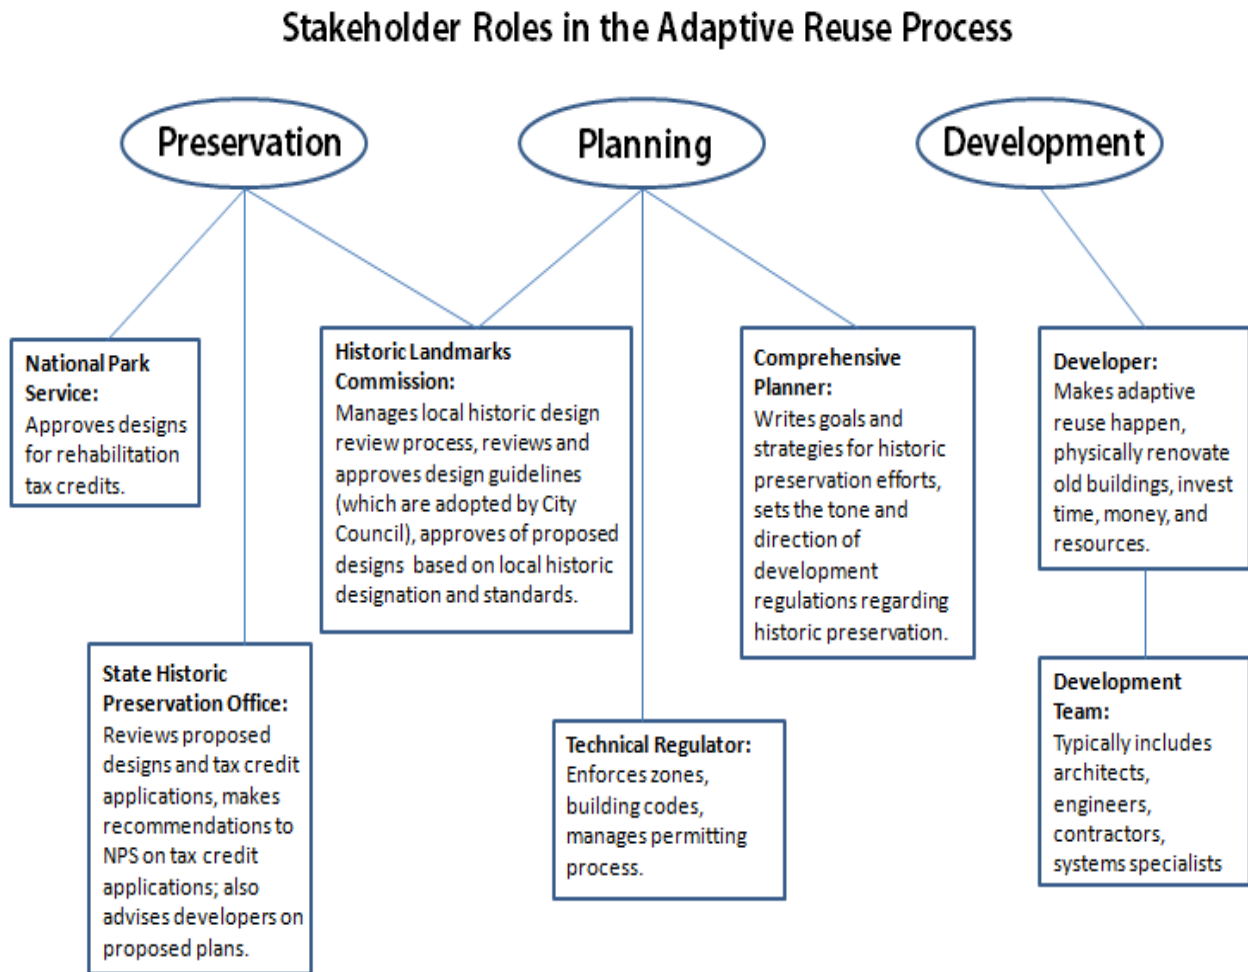 Stakeholder Roles in the Adaptive Reuse Process
Preservation
Planning
Development
National Park
Service:
Approves designs
for rehabilitation
tax credits.
Historic Landmarks
Commission:
Manages local historic design
review process, reviews and
approves design guidelines
(which are adopted by City
Council), approves of proposed
designs based on local historic
designation and standards.
Comprehensive
Planner:
Writes goals and
strategies for historic
preservation efforts,
sets the tone and
direction of
development
regulations regarding
historic preservation.
Developer:
Makes adaptive
reuse happen,
physically renovate
old buildings, invest
time, money, and
resources.
State Historic
Preservation Office:
Reviews proposed
designs and tax credit
applications, makes
recommendations to
NPS on tax credit
applications; also
advises developers on
proposed plans.
Technical Regulator:
Enforces zones,
building codes,
manages permitting
process.
Development
Team:
Typically includes
architects,
engineers,
contractors,
systems specialists